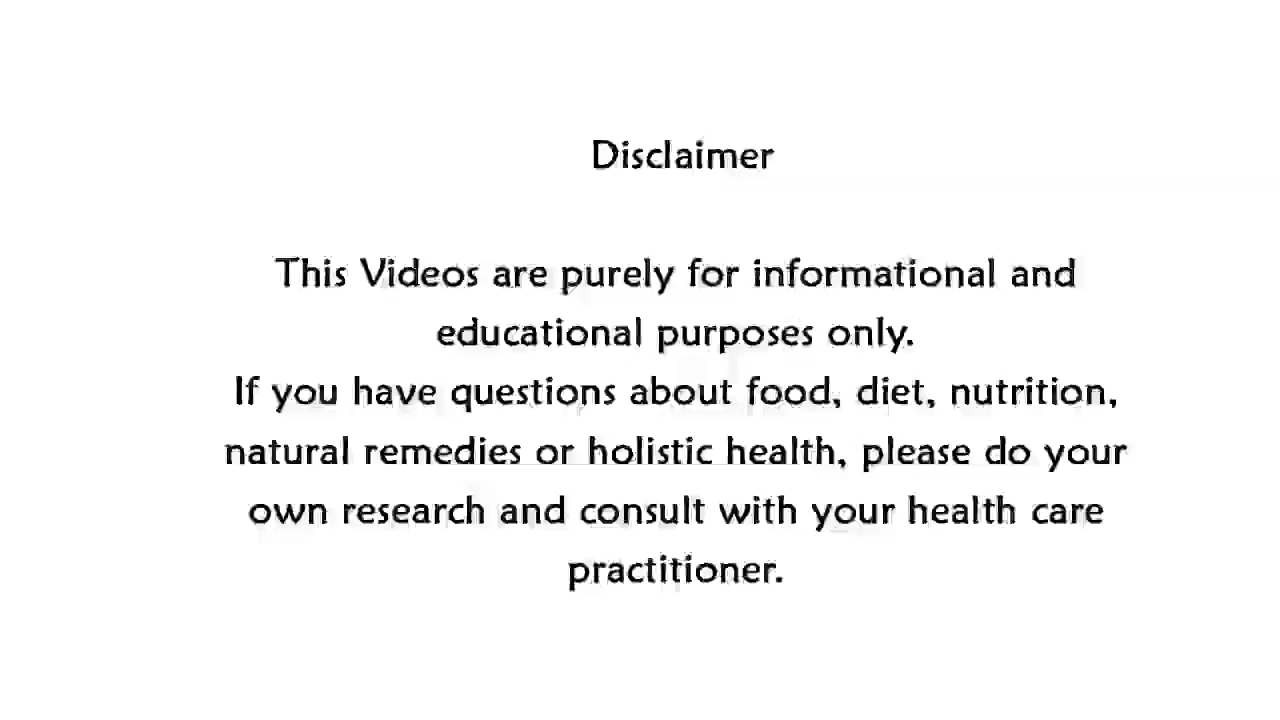 Disclaimer
This Videos are purely for informational and
educational purposes only.
If you have questions about food, diet, nutrition,
natural remedies or holistic health, please do your
own research and consult with your health care
practitioner.